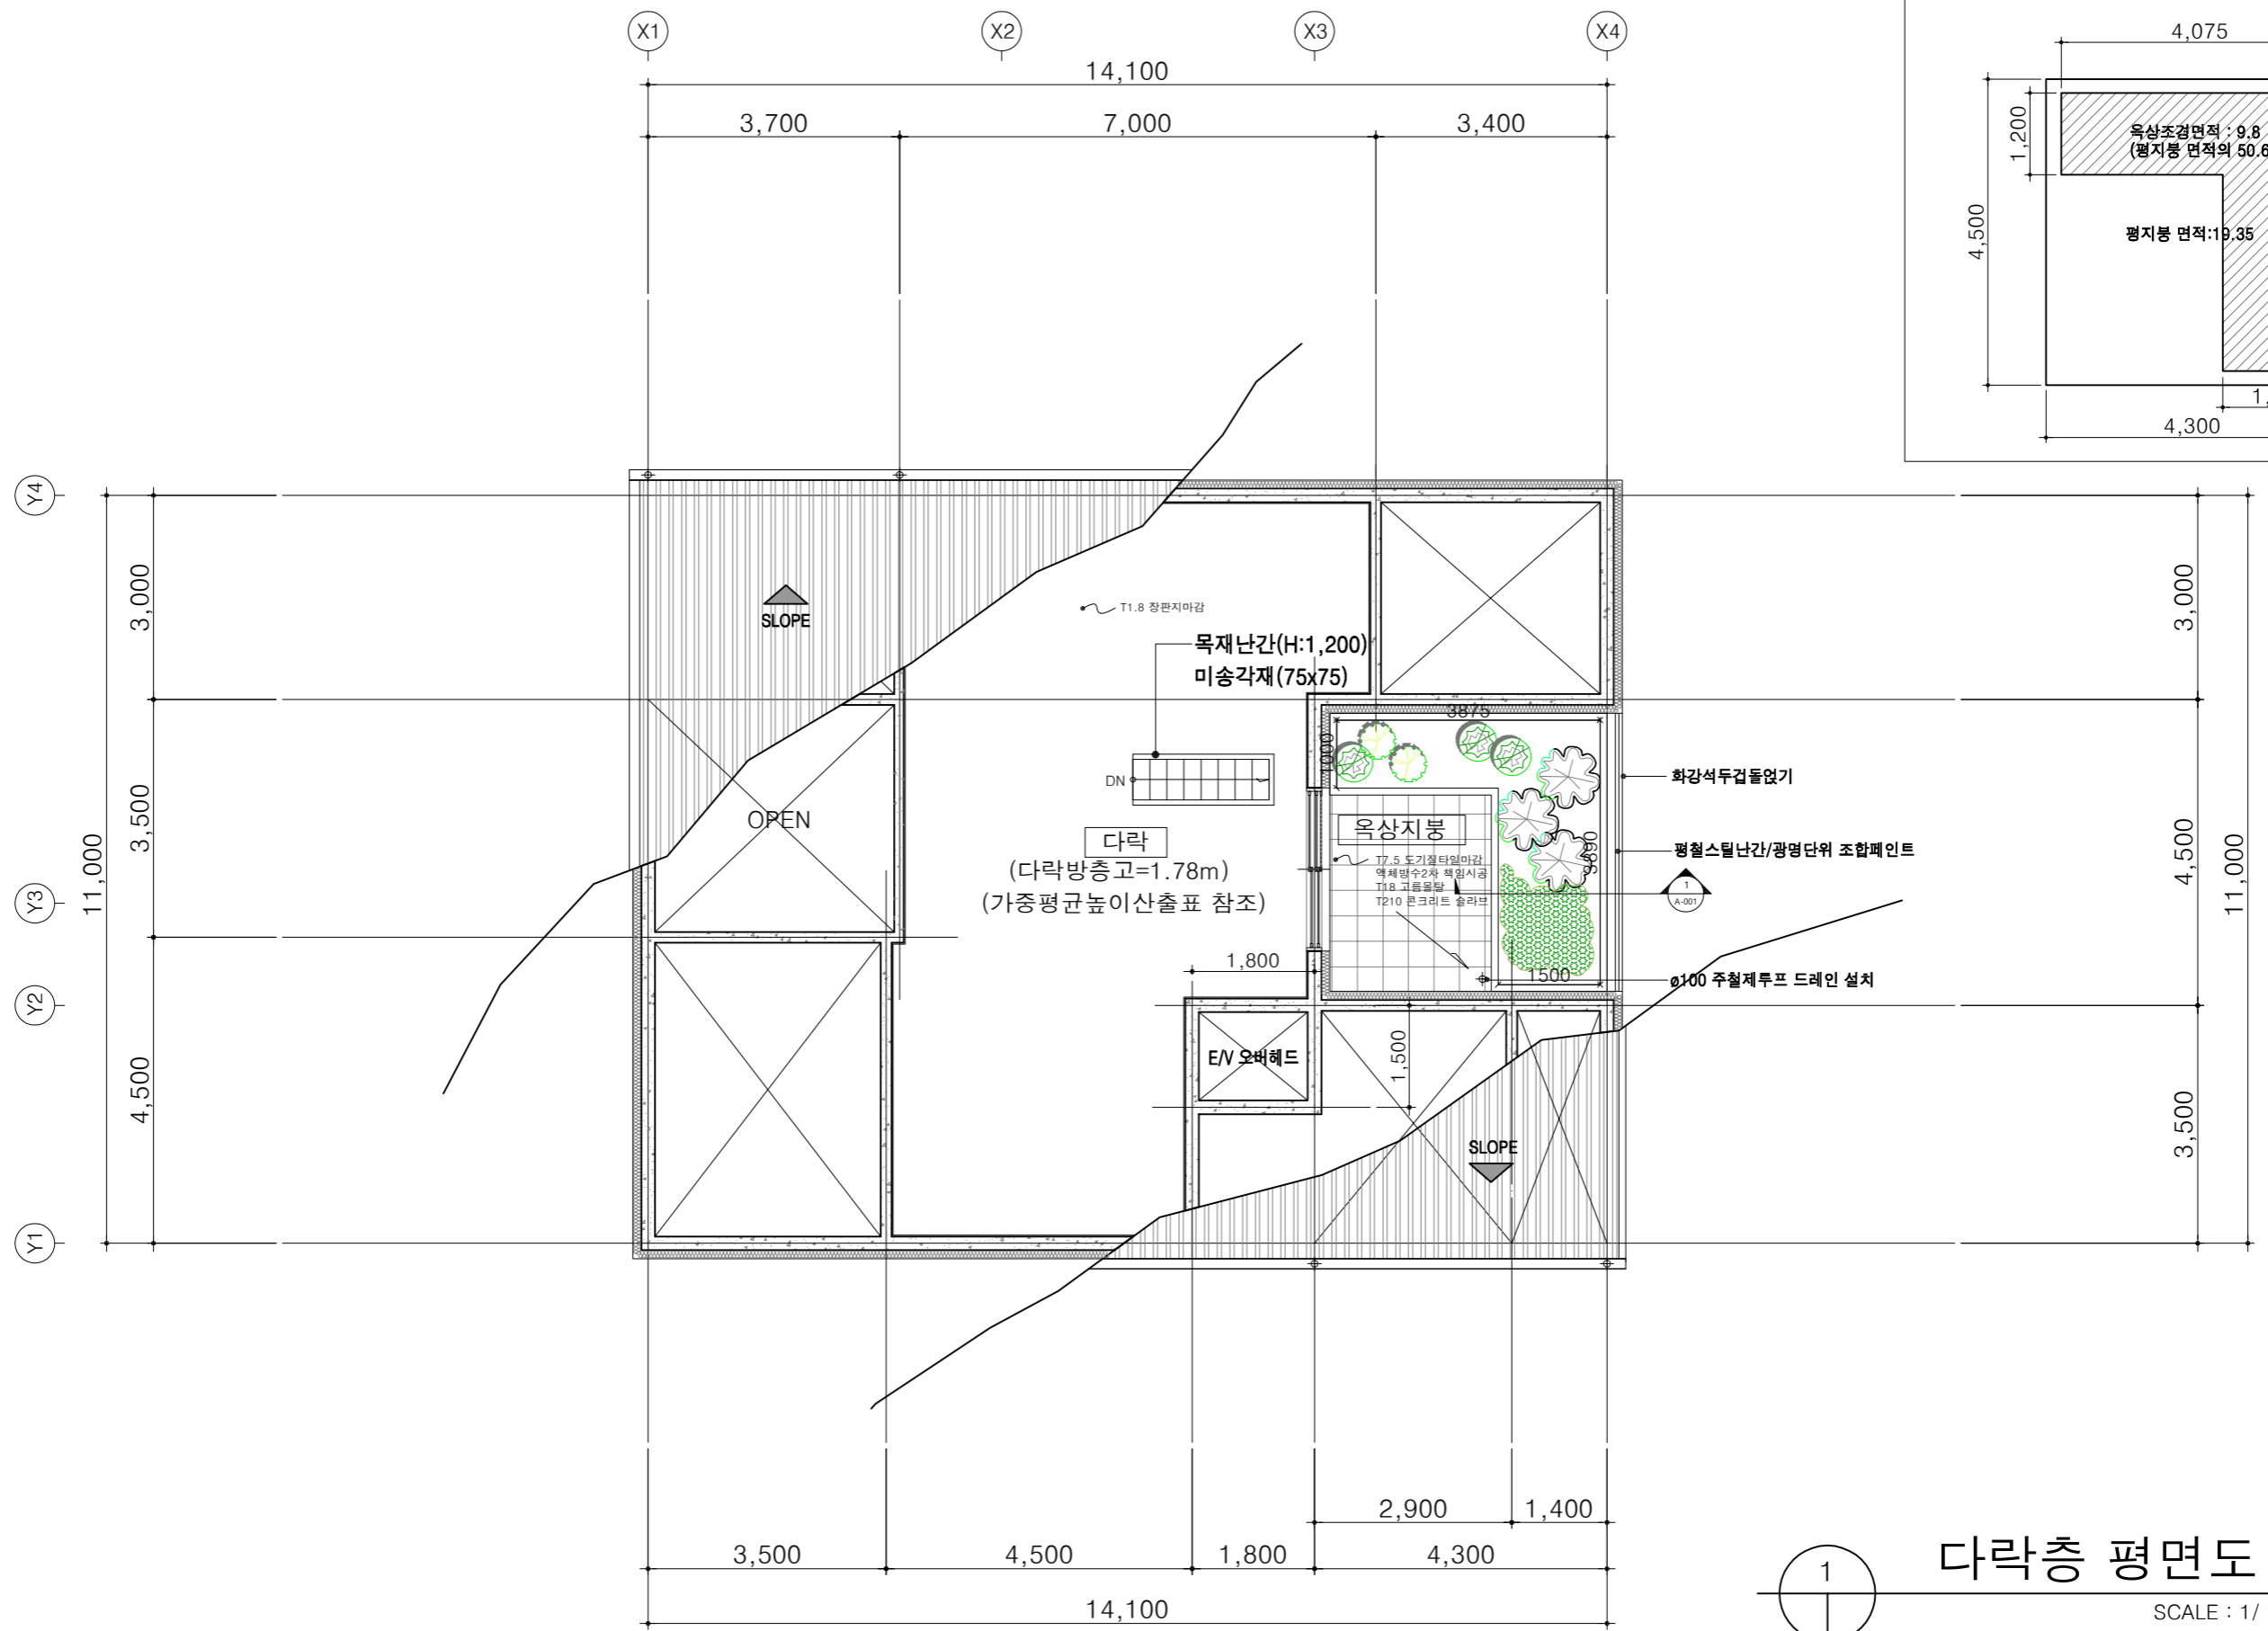 X1
X2
X3
X4
14,100
3,700
7,000
3,400
4,075
1,200
4,500
옥상조경면적 : 9.8
(평지붕 면적의 50.6
평지붕 면적:19.35
4,300
Y4
Y3
Y2
Y1
11,000
3,000
3,500
4,500
SLOPE
T1.8 장판지마감
목재난간(H:1,200)
미송각재(75x75)
DN
OPEN
다락
(다락방층고=1.78m)
(가중평균높이산출표 참조)
3875
1000
옥상지붕
T7.5 도기질타일마감
액체방수2차 책임시공
T18 고름몰탈
T210 콘크리트 슬라브
3890
1500
화강석두겁돌얹기
평철스틸난간/광명단위 조합페인트
1
A-001
ø100 주철제루프 드레인 설치
1,800
E/V 오버헤드
1,500
SLOPE
3,000
4,500
3,500
11,000
2,900
1,400
3,500
4,500
1,800
4,300
14,100
1
다락층 평면도
SCALE : 1/